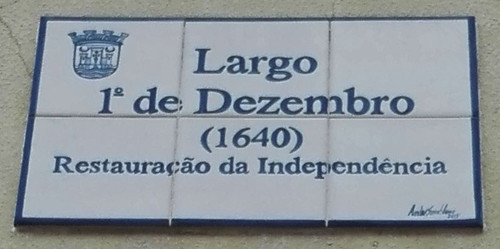 Largo
1º de Dezembro
(1640)
Restauração da Independência